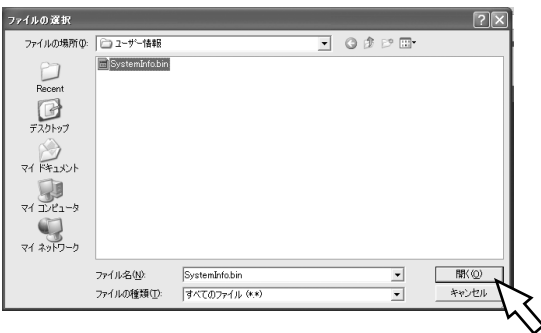 ファイルの選択
ファイルの場所(I):
ユーザー情報
SystemInfo.bin
Recent
デスクトップ
マイ ドキュメント
マイ コンピュータ
マイ ネットワーク
ファイル名(N): SystemInfo.bin 開く(O)
ファイルの種類(T): すべてのファイル (*.*) キャンセル